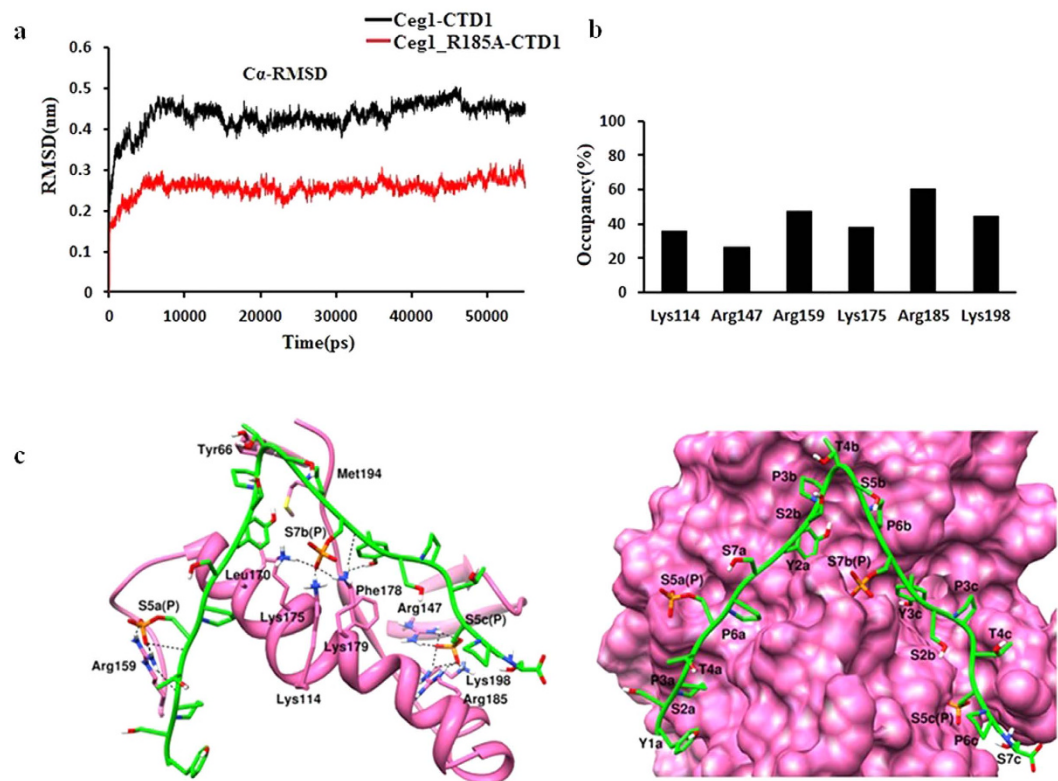 a
Ceg1-CTD1
Ceg1_R185A-CTD1
Cα-RMSD
RMSD(nm)
0.6
0.5
0.4
0.3
0.2
0.1
0
0 10000 20000 30000 40000 50000
Time(ps)
b
Occupancy(%)
100
80
60
40
20
0
Lys114 Arg147 Arg159 Lys175 Arg185 Lys198
c
Tyr66
Met194
S7b(P)
Leu170
Phe178
Lys175
Arg147
S5a(P)
S5c(P)
Lys179
Arg159
Lys198
Lys114
Arg185
T4b
P3b
S5b
S2b
P6b
S7a
Y2a
S7b(P)
S5a(P)
P3c
Y3c
P6a
T4c
S2b
T4a
P3a
S2a
S5c(P)
P6c
Y1a
S7c